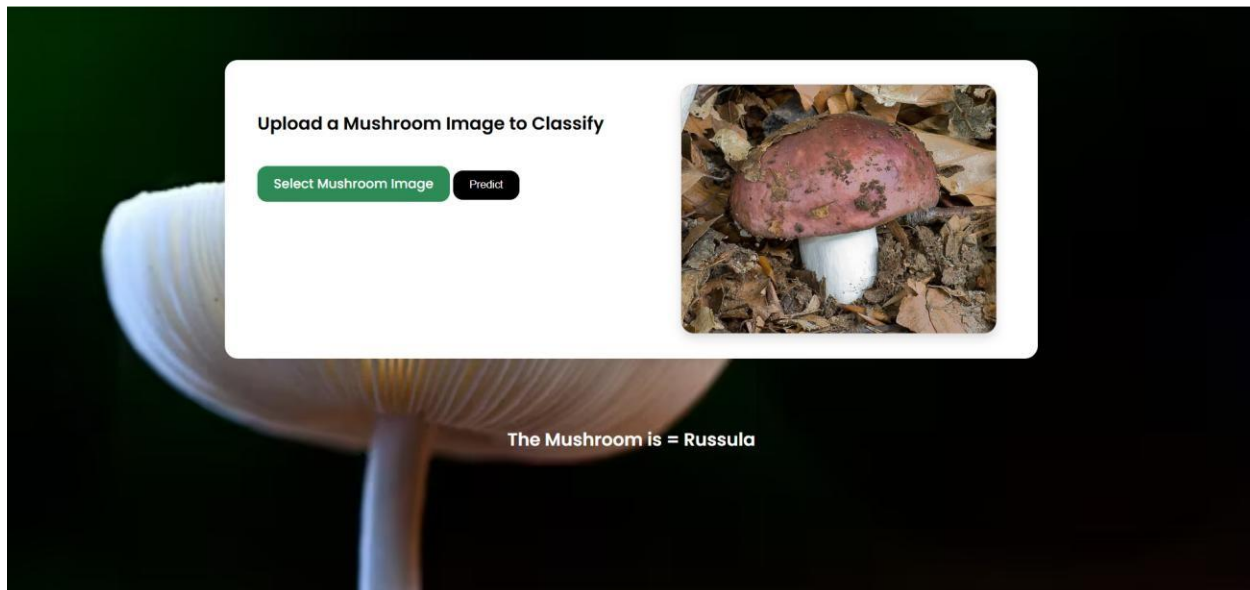 Upload a Mushroom Image to Classify
Select Mushroom Image Predict
The Mushroom is = Russula